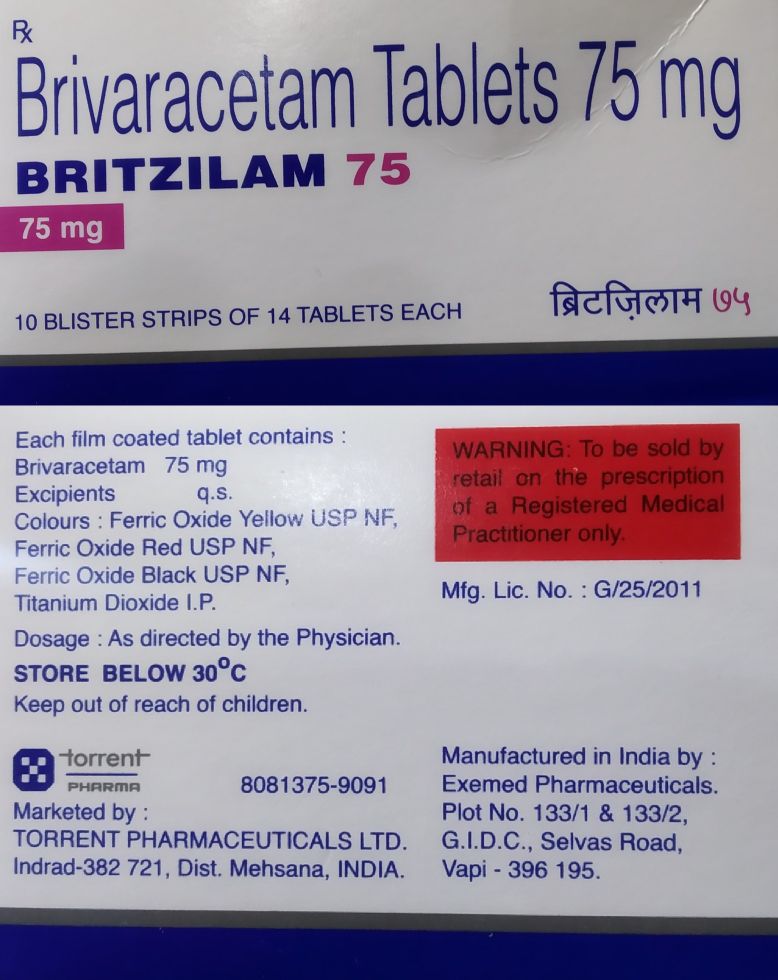 Rx
Brivaracetam Tablets 75 mg
BRITZILAM 75
75 mg
10 BLISTER STRIPS OF 14 TABLETS EACH
ब्रिटज़िलाम ७५
Each film coated tablet contains :
Brivaracetam 75 mg
Excipients q.s.
Colours : Ferric Oxide Yellow USP NF,
Ferric Oxide Red USP NF,
Ferric Oxide Black USP NF,
Titanium Dioxide I.P.
Dosage : As directed by the Physician.
STORE BELOW 30°C
Keep out of reach of children.
torrent
PHARMA
8081375-9091
Marketed by :
TORRENT PHARMACEUTICALS LTD.
Indrad-382 721, Dist. Mehsana, INDIA.
WARNING: To be sold by
retail on the prescription
of a Registered Medical
Practitioner only.
Mfg. Lic. No. : G/25/2011
Manufactured in India by :
Exemed Pharmaceuticals.
Plot No. 133/1 & 133/2,
G.I.D.C., Selvas Road,
Vapi - 396 195.